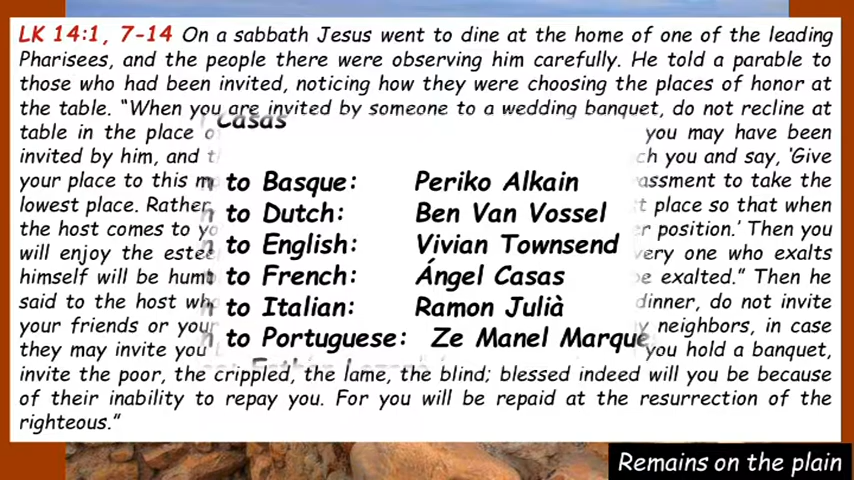 LK 14:1, 7-14 On a sabbath Jesus went to dine at the home of one of the leading
Pharisees, and the people there were observing him carefully. He told a parable to
those who had been invited, noticing how they were choosing the places of honor at
the table. “When you are invited by someone to a wedding banquet, do not recline at
table in the place you may have been
invited by him, and you and say, ‘Give
your place to this to take the
lowest place. Rather, place so that when
the host comes to position.’ Then you
will enjoy the one who exalts
himself will be exalted.” Then he
said to the host dinner, do not invite
your friends or neighbors, in case
they may invite you you hold a banquet,
invite the poor, the crippled, the lame, the blind; blessed indeed will you be because
of their inability to repay you. For you will be repaid at the resurrection of the
righteous.”
Casas
to Basque: Periko Alkain
to Dutch: Ben Van Vossel
to English: Vivian Townsend
to French: Ángel Casas
to Italian: Ramon Julià
to Portuguese: Ze Manel Marque
Remains on the plain